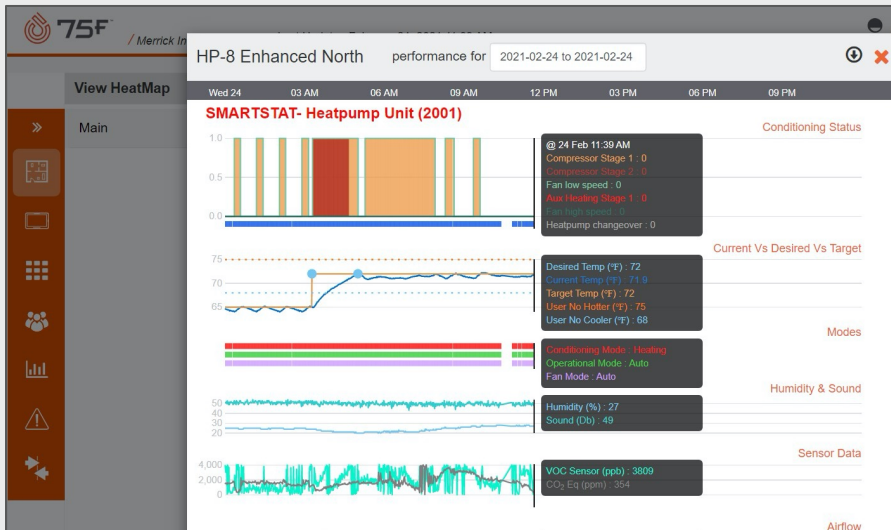 75F
/ Merrick In
HP-8 Enhanced North performance for 2021-02-24 to 2021-02-24
View HeatMap
Main
Wed 24 03 AM 06 AM 09 AM 12 PM 03 PM 06 PM 09 PM
SMARTSTAT- Heatpump Unit (2001)
Conditioning Status
1.0
0.5
0.0
@ 24 Feb 11:39 AM
Compressor Stage 1 : 0
Compressor Stage 2 : 0
Fan low speed : 0
Aux Heating Stage 1 : 0
Fan high speed : 0
Heatpump changeover : 0
Current Vs Desired Vs Target
75
70
65
Desired Temp (°F) : 72
Current Temp (°F) : 71.9
Target Temp (°F) : 72
User No Hotter (°F) : 75
User No Cooler (°F) : 68
Modes
Conditioning Mode : Heating
Operational Mode : Auto
Fan Mode : Auto
Humidity & Sound
50
40
30
20
Humidity (%) : 27
Sound (Db) : 49
Sensor Data
4,000
2,000
0
VOC Sensor (ppb) : 3809
CO₂ Eq (ppm) : 354
Airflow